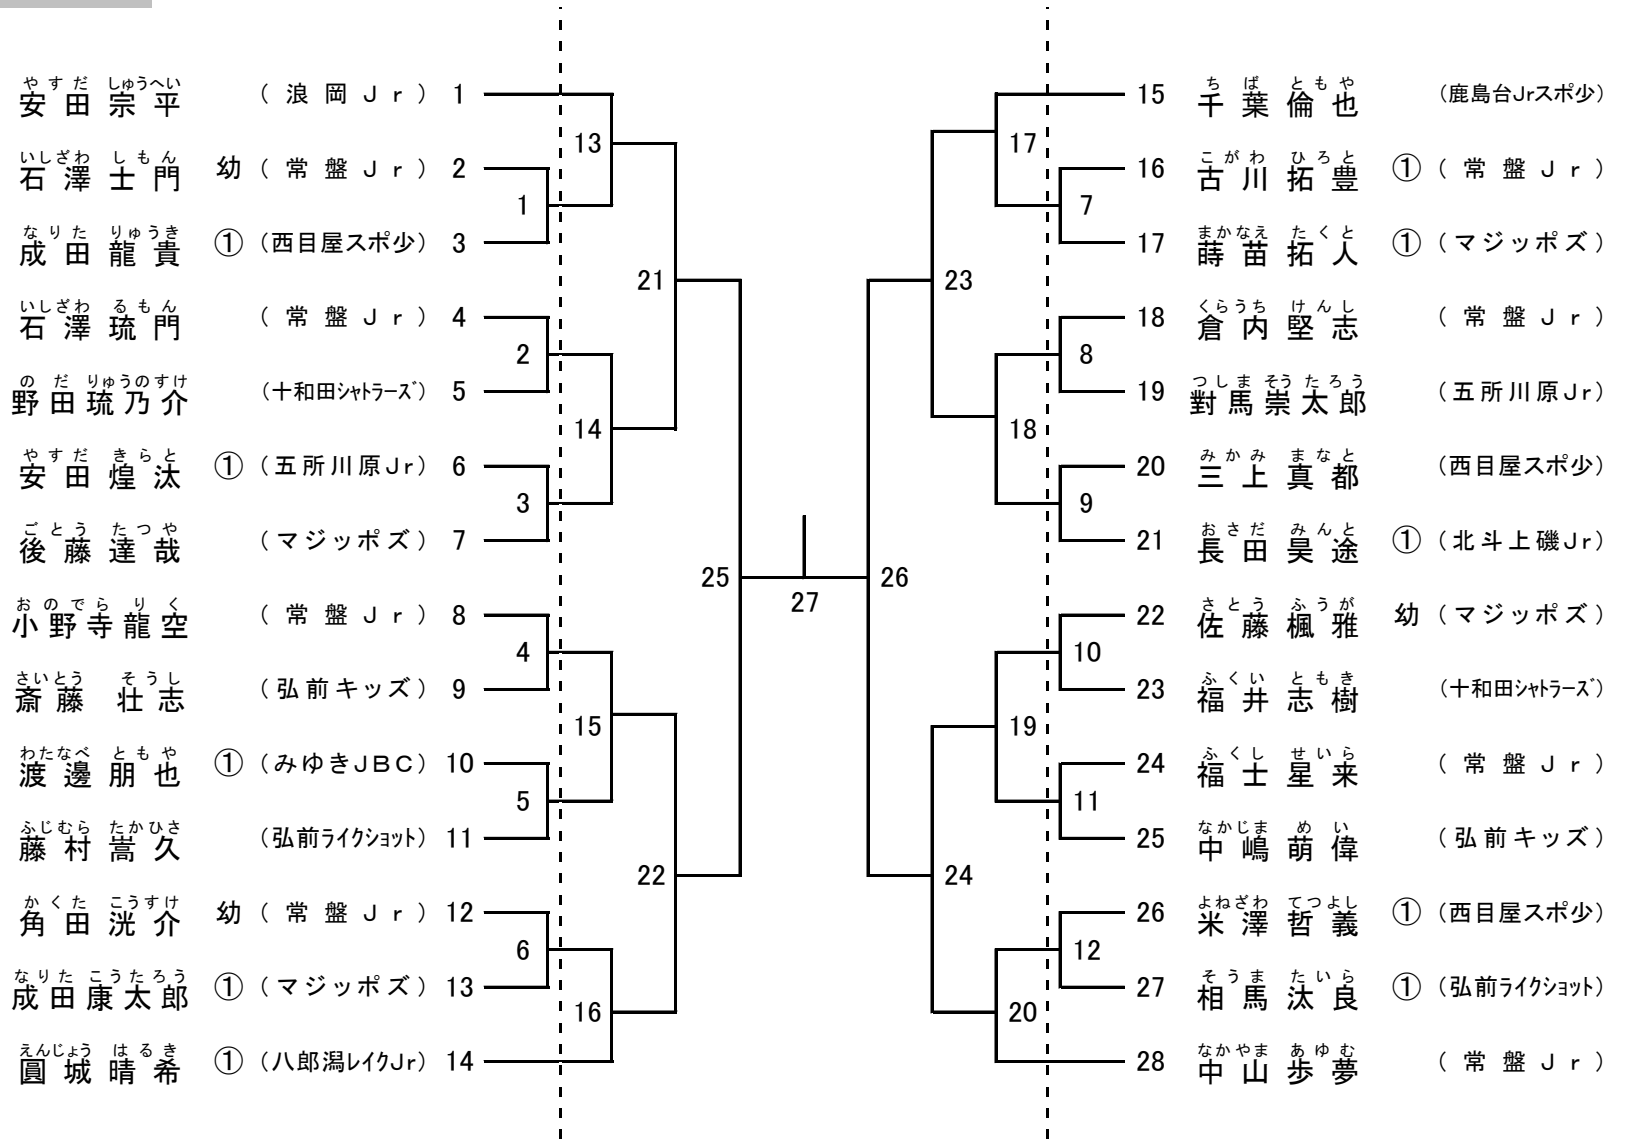 やすだ しゅうへい
安田 宗平 (浪岡Jr) 1
いしざわ しもん
石澤 士門 幼 (常盤Jr) 2
なりた りゅうき
成田 龍貴 ① (西目屋スポ少) 3
いしざわ るもん
石澤 琉門 (常盤Jr) 4
のだ りゅうのすけ
野田琉乃介 (十和田ｼｬﾄﾗｰｽﾞ) 5
やすだ きらと
安田 煌汰 ① (五所川原Jr) 6
ごとう たつや
後藤 達哉 (マジッポズ) 7
おのでら りく
小野寺龍空 (常盤Jr) 8
さいとう そうし
斎藤 壮志 (弘前キッズ) 9
わたなべ ともや
渡邊 朋也 ① (みゆきJBC) 10
ふじむら たかひさ
藤村 嵩久 (弘前ﾗｲｸｼｮｯﾄ) 11
かくた こうすけ
角田 洸介 幼 (常盤Jr) 12
なりた こうたろう
成田康太郎 ① (マジッポズ) 13
えんじょう はるき
圓城 晴希 ① (八郎潟ﾚｲｸJr) 14
13
1
21
2
14
3
25
4
15
5
22
6
16
27
17
7
23
8
18
9
26
10
19
11
24
12
20
ちば ともや
15 千葉 倫也 (鹿島台Jrスポ少)
こがわ ひろと
16 古川 拓豊 ① (常盤Jr)
まかなえ たくと
17 蒔苗 拓人 ① (マジッポズ)
くらうち けんし
18 倉内 堅志 (常盤Jr)
つしま そうたろう
19 對馬崇太郎 (五所川原Jr)
みかみ まなと
20 三上 真都 (西目屋スポ少)
おさだ みんと
21 長田 昊途 ① (北斗上磯Jr)
さとう ふうが
22 佐藤 楓雅 幼 (マジッポズ)
ふくい ともき
23 福井 志樹 (十和田ｼｬﾄﾗｰｽﾞ)
ふくし せいら
24 福士 星来 (常盤Jr)
なかじま めい
25 中嶋 萌偉 (弘前キッズ)
よねざわ てつよし
26 米澤 哲義 ① (西目屋スポ少)
そうま たいら
27 相馬 汰良 ① (弘前ﾗｲｸｼｮｯﾄ)
なかやま あゆむ
28 中山 歩夢 (常盤Jr)